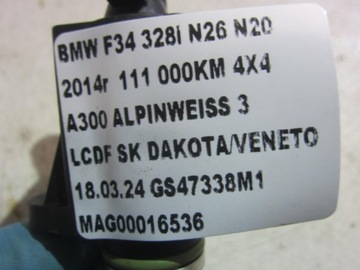 BMW F34 328i N26 N20
2014r 111 000KM 4X4
A300 ALPINWEISS 3
LCDF SK DAKOTA/VENETO
18.03.24 GS47338M1
MAG00016536